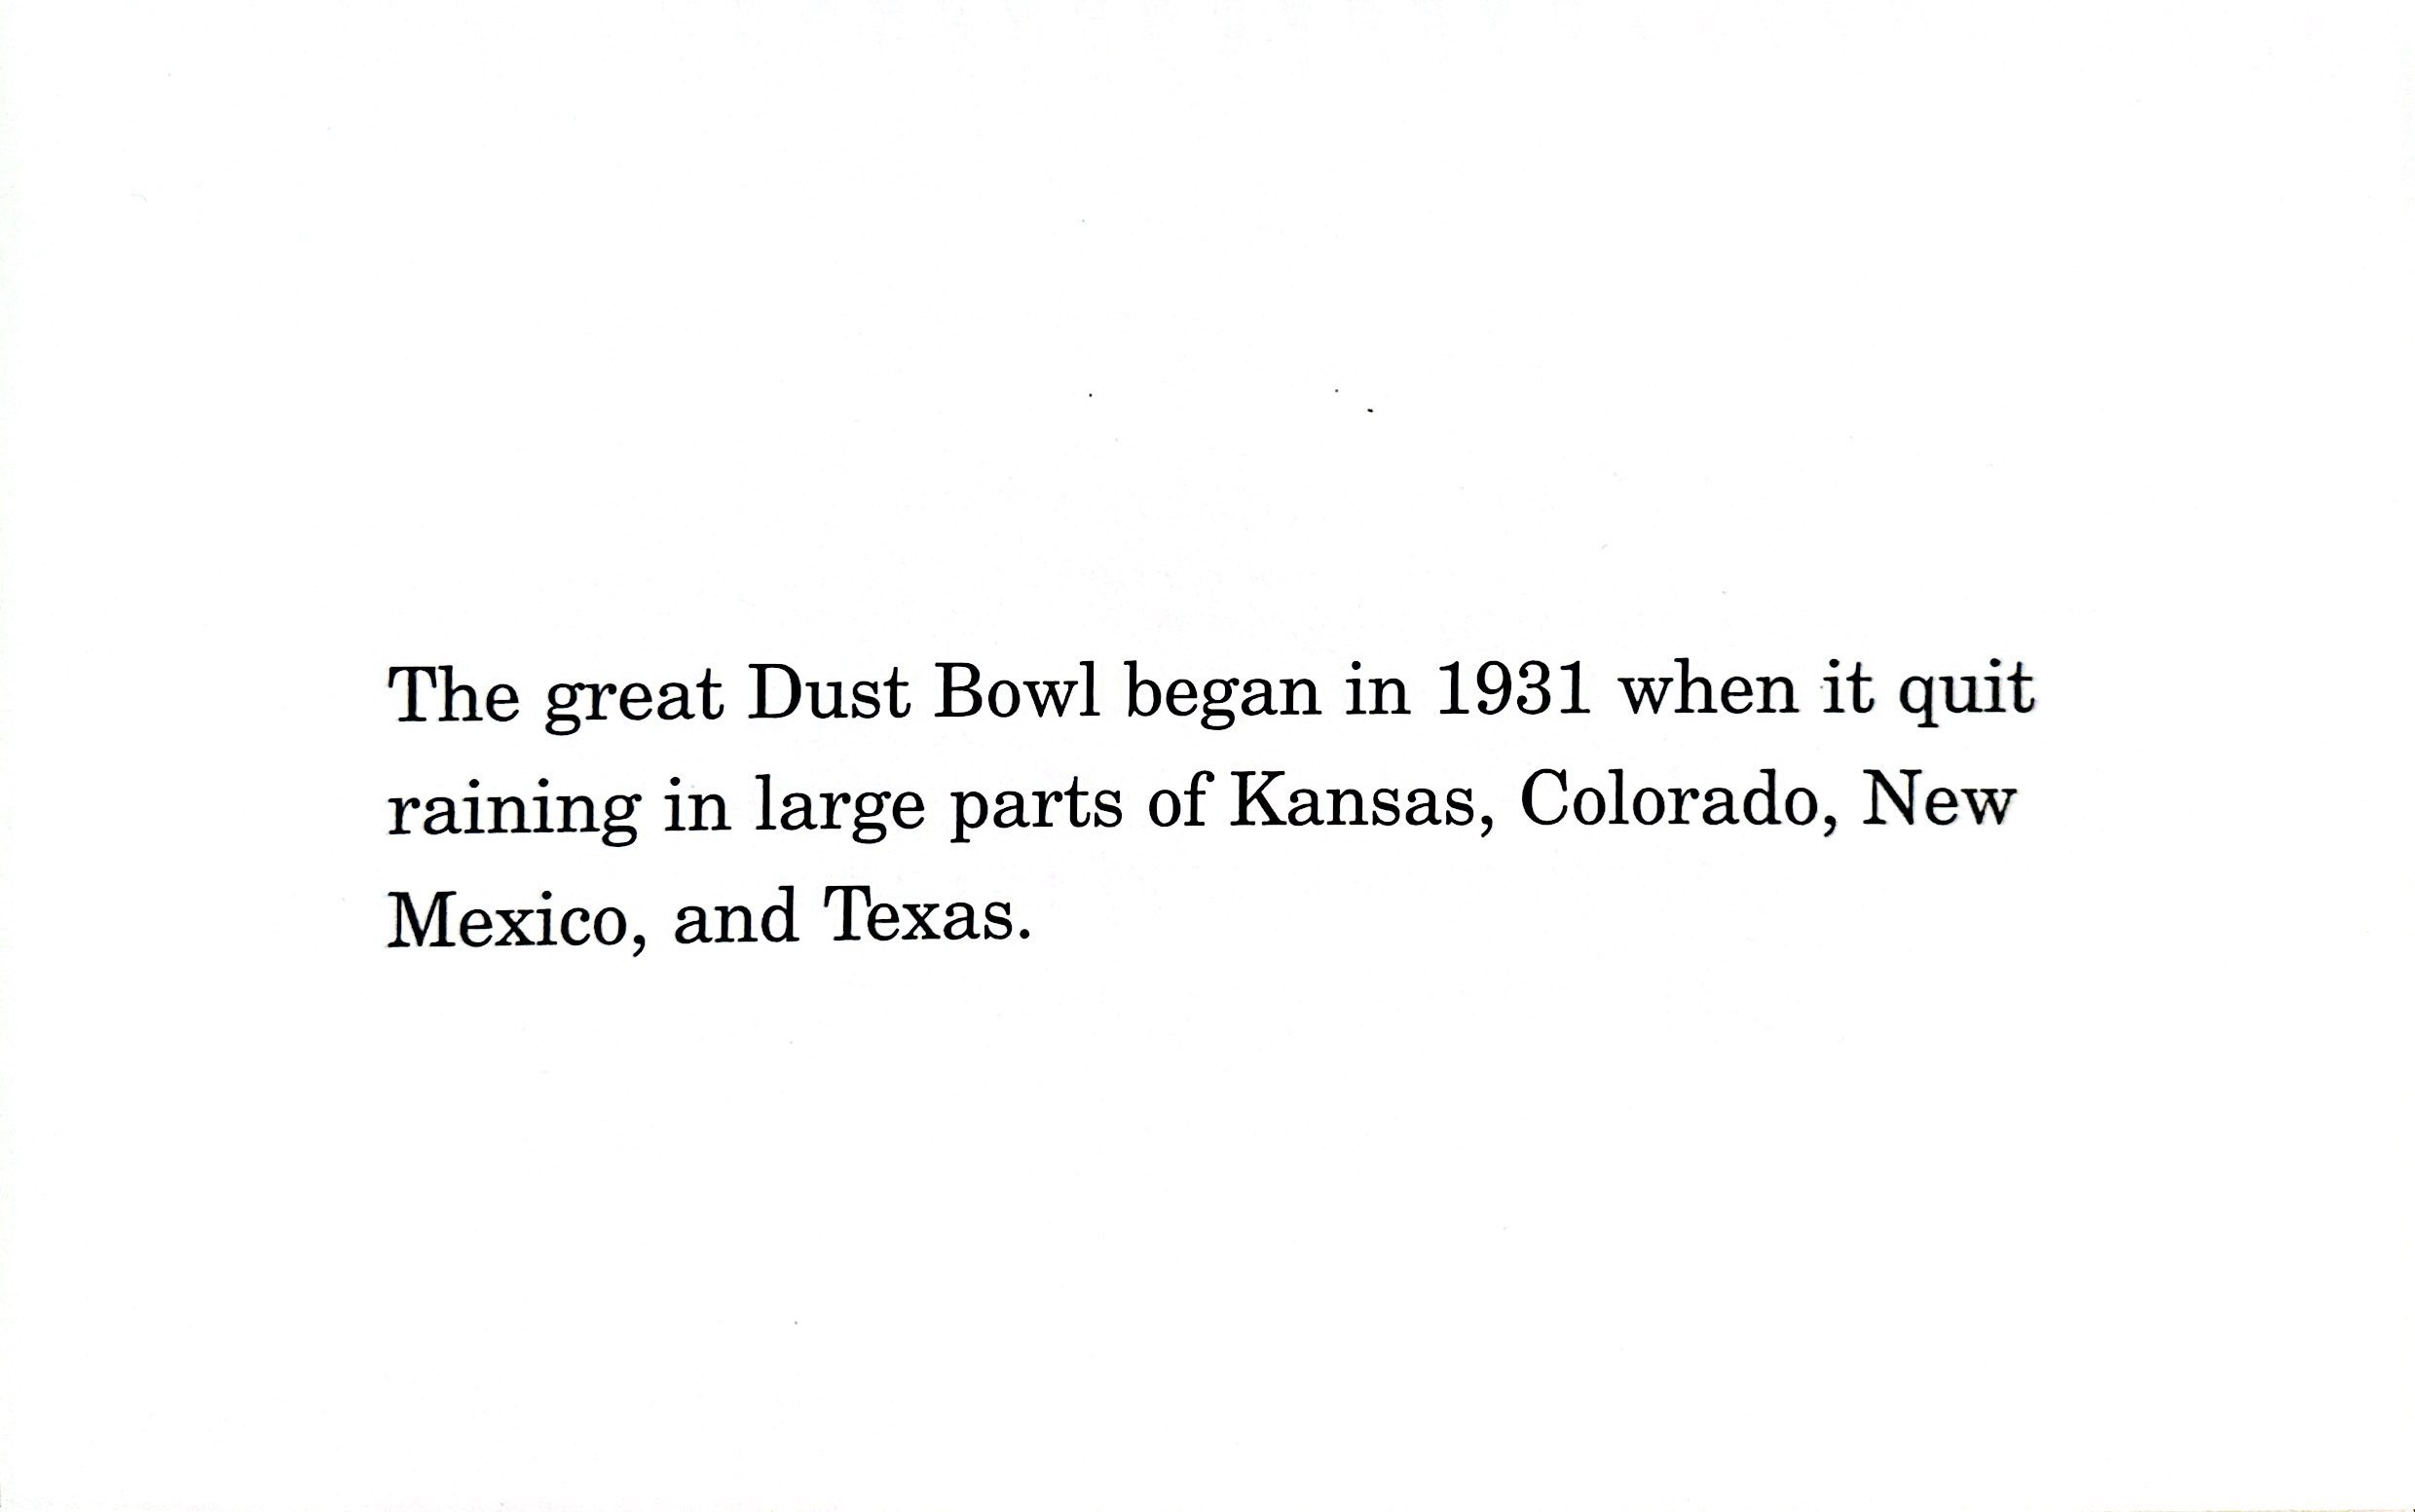 The great Dust Bowl began in 1931 when it quit
raining in large parts of Kansas, Colorado, New
Mexico, and Texas.